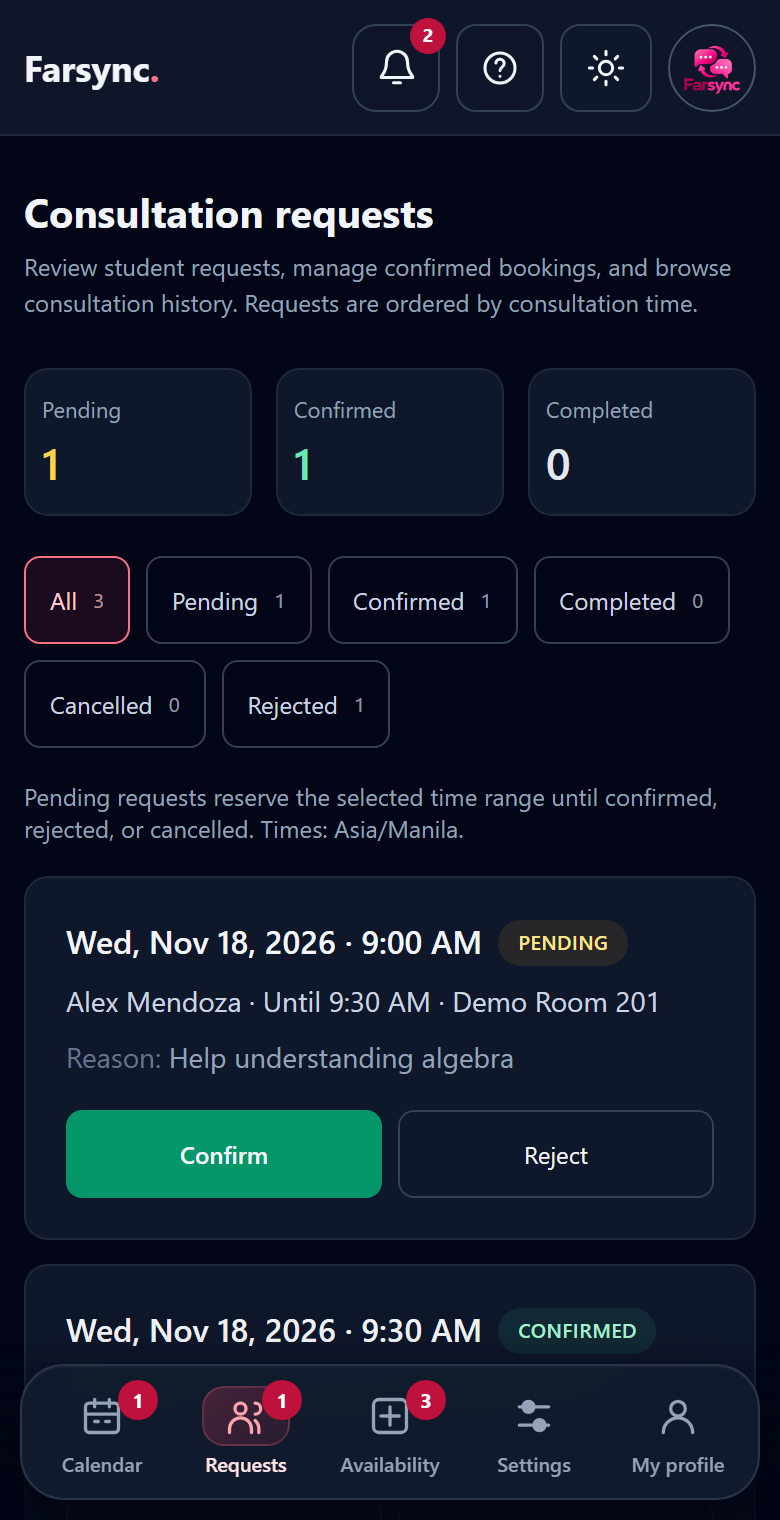 Farsync.
2
Farsync
Consultation requests
Review student requests, manage confirmed bookings, and browse
consultation history. Requests are ordered by consultation time.
Pending
1
Confirmed
1
Completed
0
All 3
Pending 1
Confirmed 1
Completed 0
Cancelled 0
Rejected 1
Pending requests reserve the selected time range until confirmed,
rejected, or cancelled. Times: Asia/Manila.
Wed, Nov 18, 2026 · 9:00 AM PENDING
Alex Mendoza · Until 9:30 AM · Demo Room 201
Reason: Help understanding algebra
Confirm
Reject
Wed, Nov 18, 2026 · 9:30 AM CONFIRMED
1
1
3
Calendar
Requests
Availability
Settings
My profile